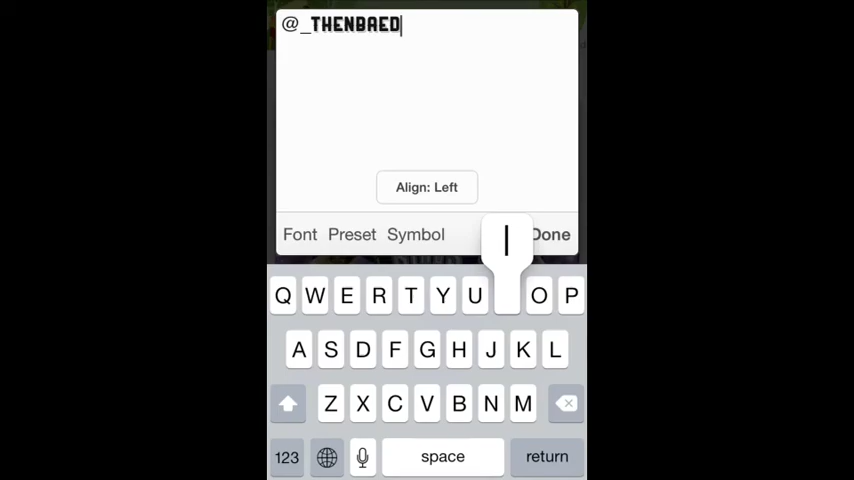 @_THENBAED
Align: Left
Font Preset Symbol Done
I
Q W E R T Y U O P
A S D F G H J K L
Z X C V B N M
123 space return